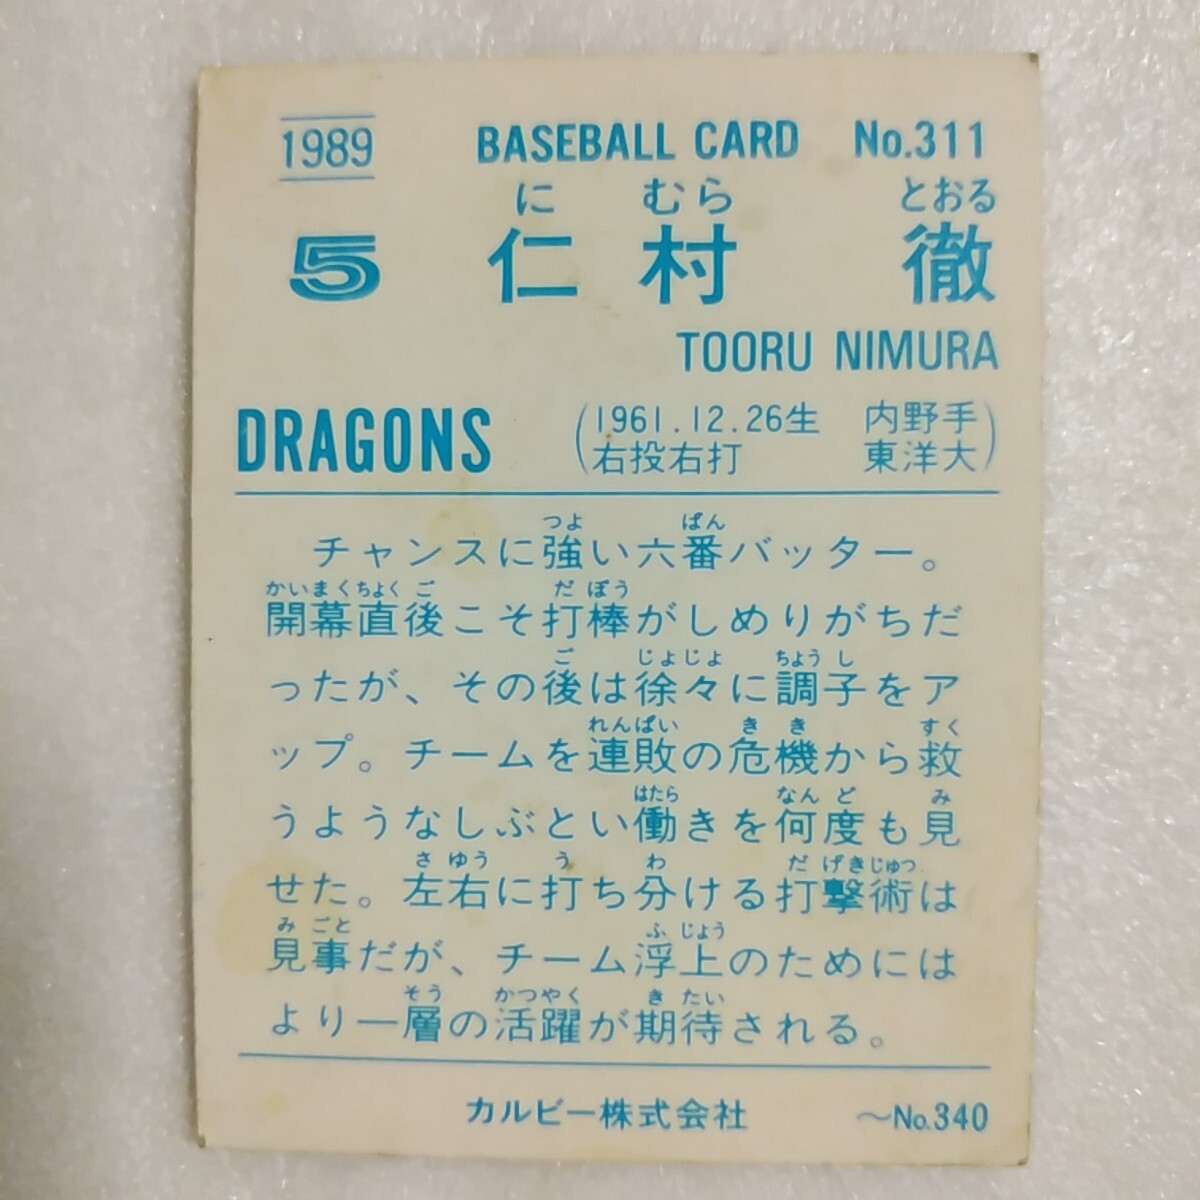 1989 BASEBALL CARD No.311
に むら とおる
5 仁村 徹
TOORU NIMURA
DRAGONS (1961.12.26生 内野手
右投右打 東洋大)
つよ ばん
チャンスに強い六番バッター。
かいまくちょくご だぼう
開幕直後こそ打棒がしめりがちだ
ご じょじょ ちょうし
ったが、その後は徐々に調子をア
れんぱい きき すく
ップ。チームを連敗の危機から救
はたら なんど み
うようなしぶとい働きを何度も見
さゆう う わ だげきじゅつ
せた。左右に打ち分ける打撃術は
みごと ふじょう
見事だが、チーム浮上のためには
そう かつやく きたい
より一層の活躍が期待される。
カルビー株式会社 〜No.340